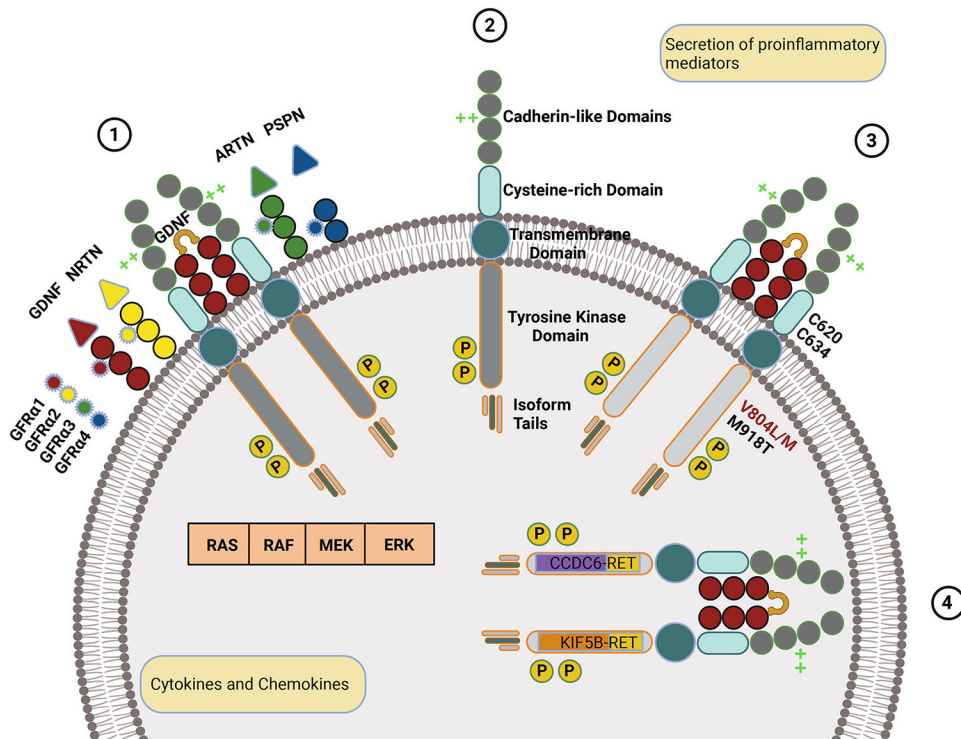 2
Secretion of proinflammatory
mediators
1
ARTN PSPN
Cadherin-like Domains
3
Cysteine-rich Domain
GDNF
Transmembrane
Domain
GDNF NRTN
Tyrosine Kinase
Domain
C620
C634
P P
P P
P P
P P
P P
Isoform
Tails
V804L/M
M918T
GFRα1
GFRα2
GFRα3
GFRα4
RAS RAF MEK ERK
P P
CCDC6-RET
4
KIF5B-RET
P P
Cytokines and Chemokines